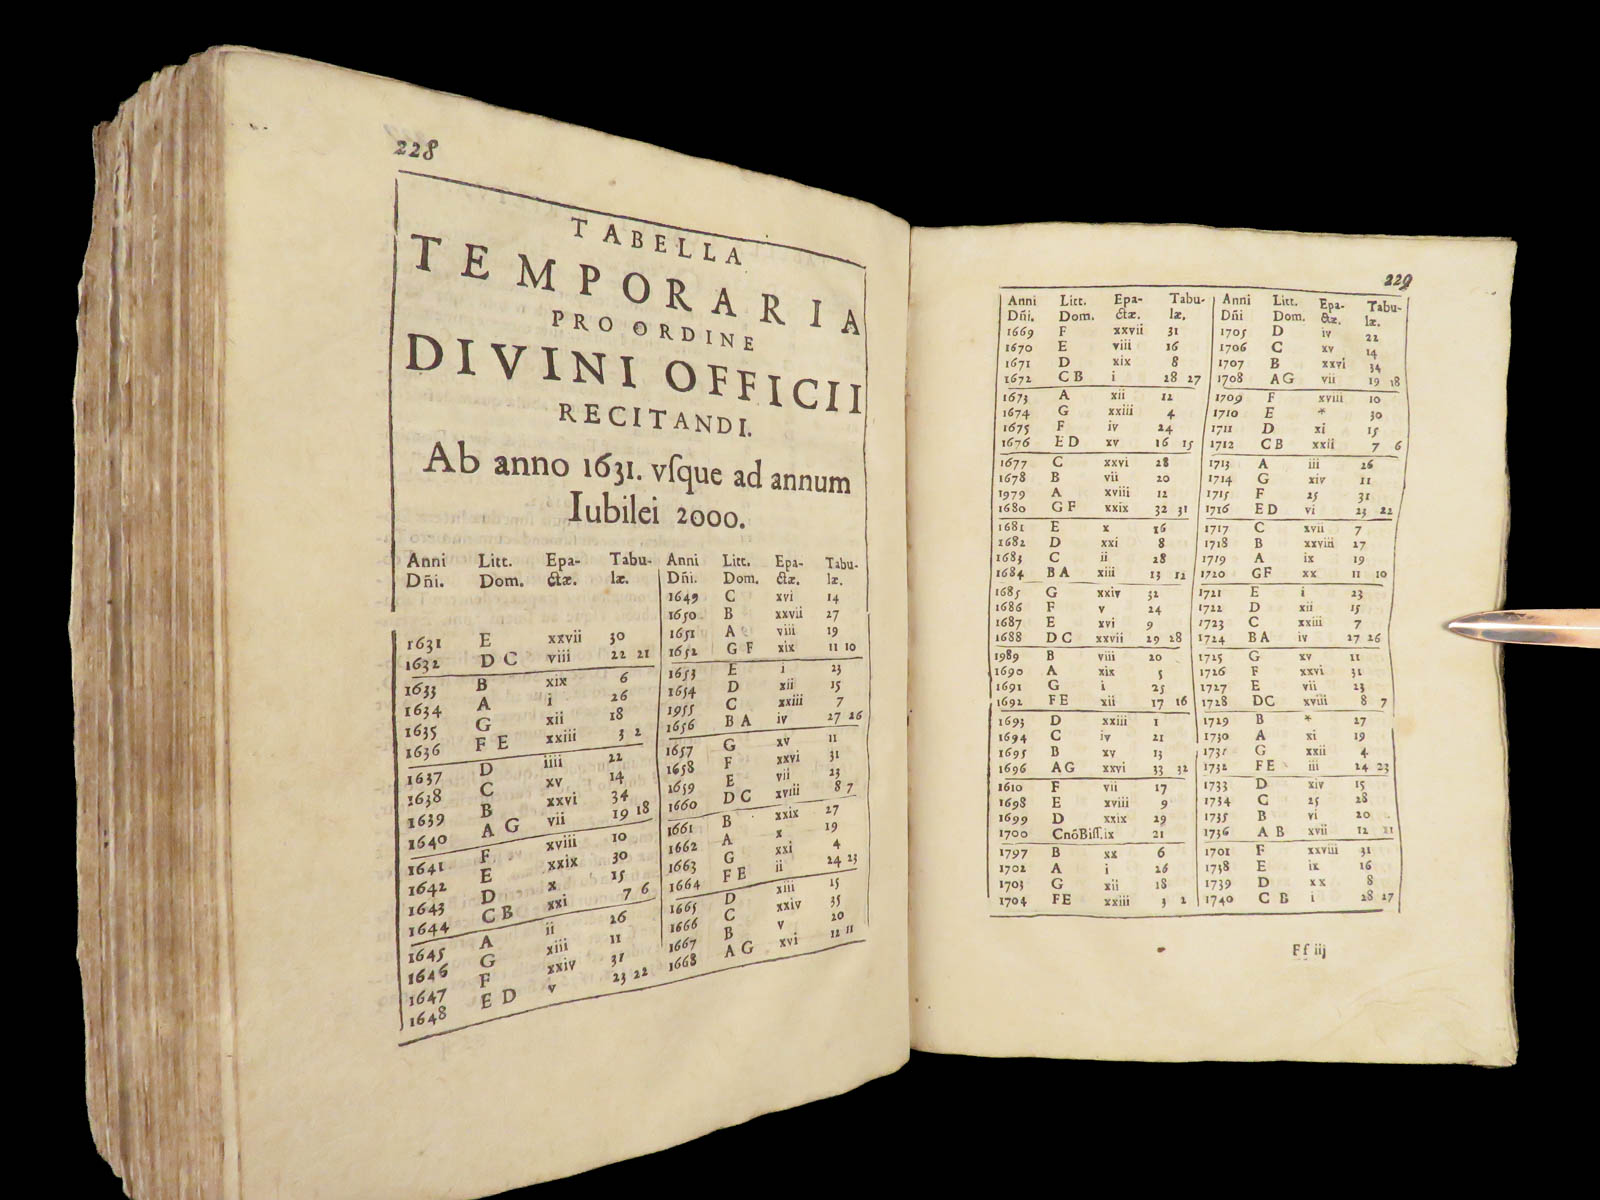 228
TABELLA
TEMPORARIA
PRO ORDINE
DIVINI OFFICII
RECITANDI.
Ab anno 1631. vſque ad annum
Iubilei 2000.
Anni Litt. Epa- Tabu-
Dñi. Dom. ctæ. læ.
1631 E xxvii 30
1632 D C viii 22 21
1633 B xix 6
1634 A i 26
1635 G xii 18
1636 F E xxiii 3 2
1637 D iiii 22
1638 C xv 14
1639 B xxvi 34
1640 A G vii 19 18
1641 F xviii 10
1642 E xxix 30
1643 D x 15
1644 C B xxi 7 6
1645 A ii 26
1646 G xiii 11
1647 F xxiv 31
1648 E D v 23 22
Anni Litt. Epa- Tabu-
Dñi. Dom. ctæ. læ.
1649 C xvi 14
1650 B xxvii 27
1651 A viii 19
1652 G F xix 11 10
1653 E i 23
1654 D xii 15
1955 C xxiii 7
1656 B A iv 27 26
1657 G xv 11
1658 F xxvi 31
1659 E vii 23
1660 D C xviii 8 7
1661 B xxix 27
1662 A x 19
1663 G xxi 4
1664 F E ii 24 23
1665 D xiii 15
1666 C xxiv 35
1667 B v 20
1668 A G xvi 12 11
229
Anni Litt. Epa- Tabu-
Dñi. Dom. ctæ. læ.
1669 F xxvii 31
1670 E viii 16
1671 D xix 8
1672 C B i 28 27
1673 A xii 12
1674 G xxiii 4
1675 F iv 24
1676 E D xv 16 15
1677 C xxvi 28
1678 B vii 20
1979 A xviii 12
1680 G F xxix 32 31
1681 E x 16
1682 D xxi 8
1683 C ii 28
1684 B A xiii 13 12
1685 G xxiv 32
1686 F v 24
1687 E xvi 9
1688 D C xxvii 29 28
1989 B viii 20
1690 A xix 5
1691 G i 25
1692 F E xii 17 16
1693 D xxiii 1
1694 C iv 21
1695 B xv 13
1696 A G xxvi 33 32
1610 F vii 17
1698 E xviii 9
1699 D xxix 29
1700 CnõBiſſ. ix 21
1797 B xx 6
1702 A i 26
1703 G xii 18
1704 FE xxiii 3 2
Anni Litt. Epa- Tabu-
Dñi Dom. ctæ. læ.
1705 D iv 22
1706 C xv 14
1707 B xxvi 34
1708 A G vii 19 18
1709 F xviii 10
1710 E * 30
1711 D xi 15
1712 C B xxii 7 6
1713 A iii 26
1714 G xiv 11
1715 F 25 31
1716 E D vi 23 22
1717 C xvii 7
1718 B xxviii 27
1719 A ix 19
1720 GF xx 11 10
1721 E i 23
1722 D xii 15
1723 C xxiii 7
1724 B A iv 27 26
1725 G xv 11
1726 F xxvi 31
1727 E vii 23
1728 DC xviii 8 7
1729 B * 27
1730 A xi 19
1731 G xxii 4
1732 F E iii 24 23
1733 D xiv 15
1734 C 25 28
1735 B vi 20
1736 A B xvii 12 11
1701 F xxviii 31
1738 E ix 16
1739 D xx 8
1740 C B i 28 27
Ff iij